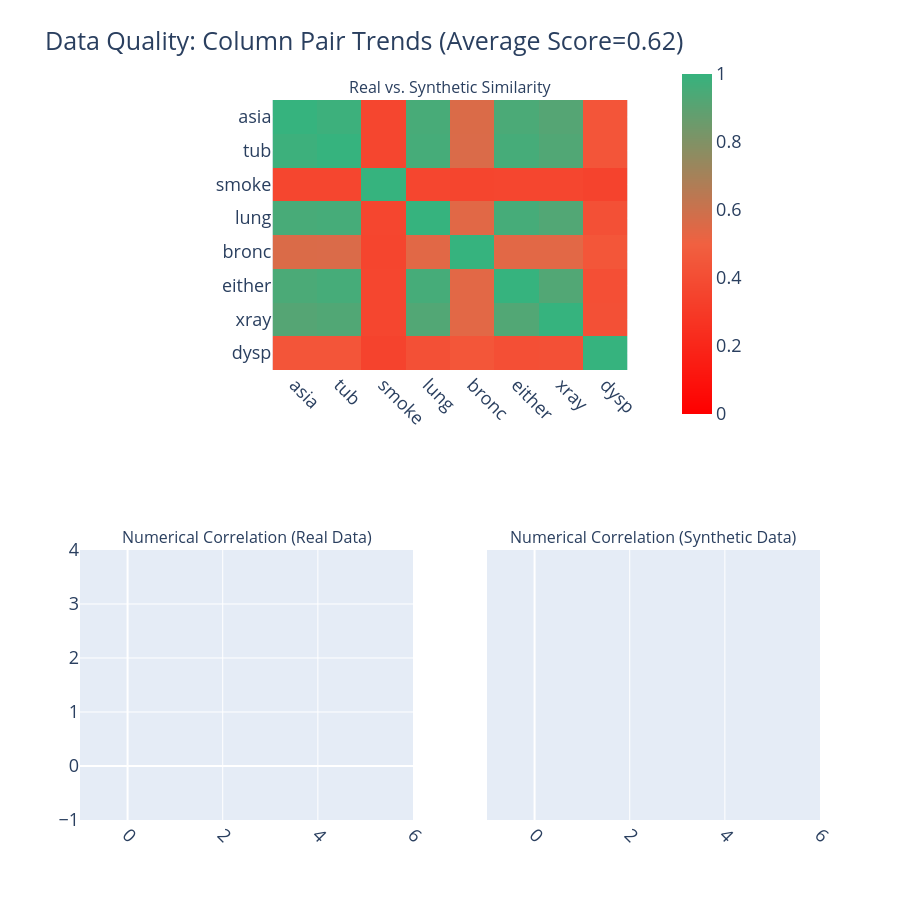 Data Quality: Column Pair Trends (Average Score=0.62)
Real vs. Synthetic Similarity
asia
tub
smoke
lung
bronc
either
xray
dysp
asia
tub
smoke
lung
bronc
either
xray
dysp
1
0.8
0.6
0.4
0.2
0
Numerical Correlation (Real Data)
4
3
2
1
0
−1
0
2
4
6
Numerical Correlation (Synthetic Data)
0
2
4
6